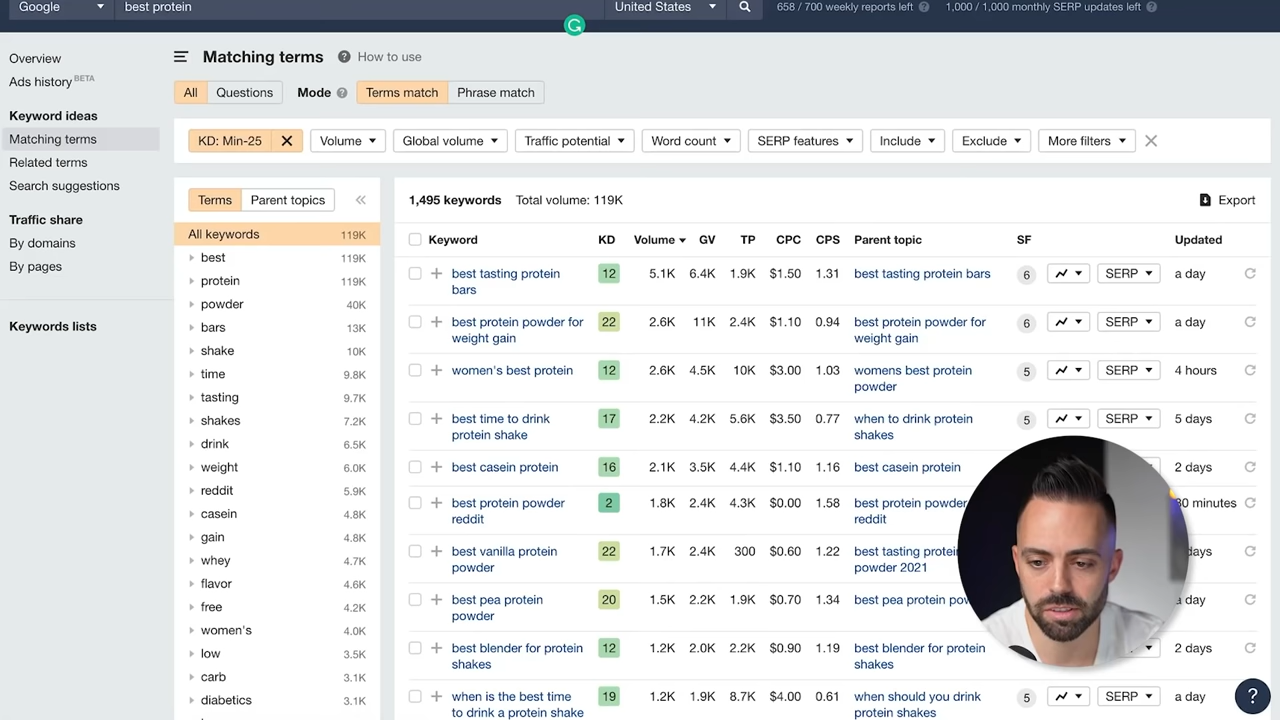 Google best protein United States 658 / 700 weekly reports left 1,000 / 1,000 monthly SERP updates left
Overview
Ads history BETA
Keyword ideas
Matching terms
Related terms
Search suggestions
Traffic share
By domains
By pages
Keywords lists
Matching terms How to use
All Questions Mode Terms match Phrase match
KD: Min-25 Volume Global volume Traffic potential Word count SERP features Include Exclude More filters
Terms Parent topics
All keywords 119K
best 119K
protein 119K
powder 40K
bars 13K
shake 10K
time 9.8K
tasting 9.7K
shakes 7.2K
drink 6.5K
weight 6.0K
reddit 5.9K
casein 4.8K
gain 4.8K
whey 4.7K
flavor 4.6K
free 4.2K
women's 4.0K
low 3.5K
carb 3.1K
diabetics 3.1K
1,495 keywords Total volume: 119K Export
Keyword KD Volume GV TP CPC CPS Parent topic SF Updated
best tasting protein 12 5.1K 6.4K 1.9K $1.50 1.31 best tasting protein bars 6 SERP a day
bars
best protein powder for 22 2.6K 11K 2.4K $1.10 0.94 best protein powder for 6 SERP a day
weight gain weight gain
women's best protein 12 2.6K 4.5K 10K $3.00 1.03 womens best protein 5 SERP 4 hours
powder
best time to drink 17 2.2K 4.2K 5.6K $3.50 0.77 when to drink protein 5 SERP 5 days
protein shake shakes
best casein protein 16 2.1K 3.5K 4.4K $1.10 1.16 best casein protein 2 days
best protein powder 2 1.8K 2.4K 4.3K $0.00 1.58 best protein powder minutes
reddit reddit
best vanilla protein 22 1.7K 2.4K 300 $0.60 1.22 best tasting days
powder powder 2021
best pea protein 20 1.5K 2.2K 1.9K $0.70 1.34 best pea protein day
powder
best blender for protein 12 1.2K 2.0K 2.2K $0.90 1.19 best blender for protein 2 days
shakes shakes
when is the best time 19 1.2K 1.9K 8.7K $4.00 0.61 when should you drink 5 SERP a day
to drink a protein shake protein shakes